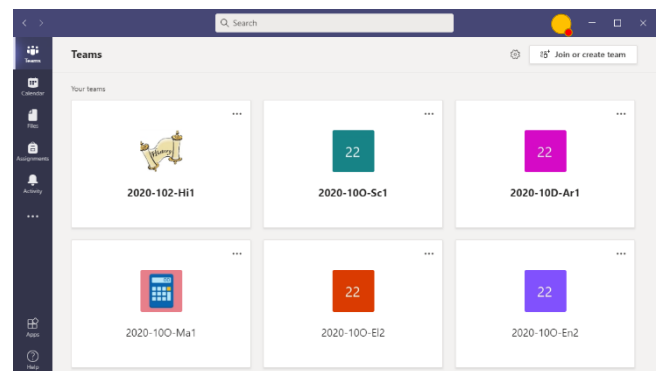 Search
Teams
Teams
Join or create team
Calendar
Your teams
Files
Assignments
Activity
History
2020-102-Hi1
22
2020-10O-Sc1
22
2020-10D-Ar1
2020-10O-Ma1
22
2020-10O-El2
22
2020-10O-En2
Apps
Help